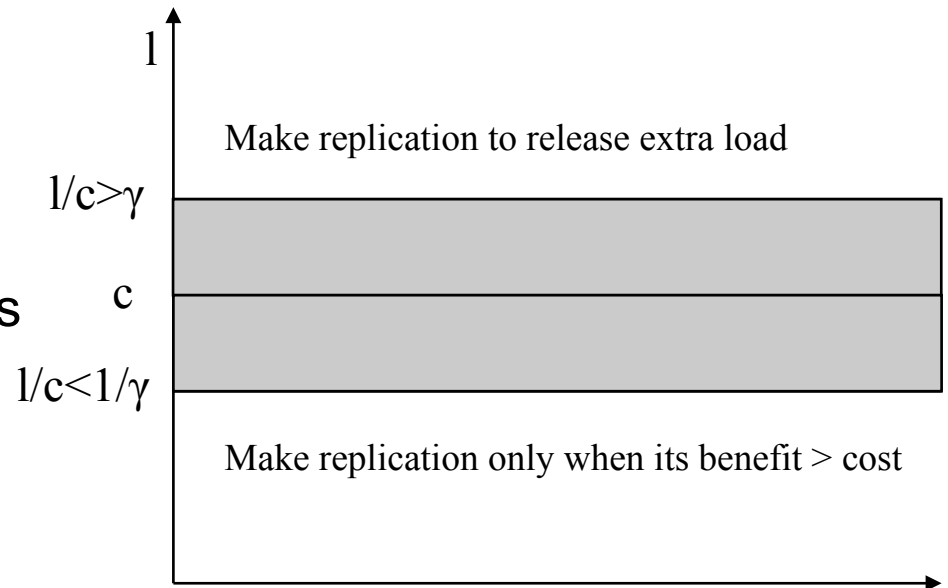 l
Make replication to release extra load
l/c>γ
s
c
l/c<1/γ
Make replication only when its benefit > cost